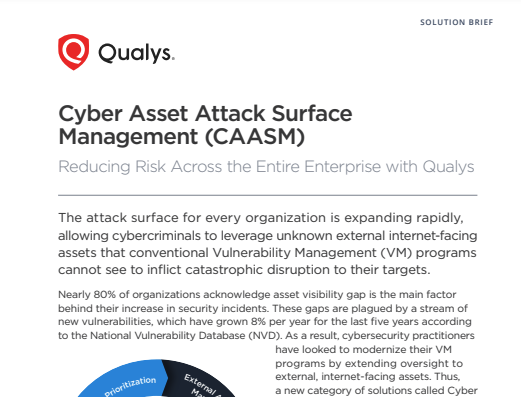 SOLUTION BRIEF
Qualys.
Cyber Asset Attack Surface
Management (CAASM)
Reducing Risk Across the Entire Enterprise with Qualys
The attack surface for every organization is expanding rapidly,
allowing cybercriminals to leverage unknown external internet-facing
assets that conventional Vulnerability Management (VM) programs
cannot see to inflict catastrophic disruption to their targets.
Nearly 80% of organizations acknowledge asset visibility gap is the main factor
behind their increase in security incidents. These gaps are plagued by a stream of
new vulnerabilities, which have grown 8% per year for the last five years according
to the National Vulnerability Database (NVD). As a result, cybersecurity practitioners
have looked to modernize their VM
programs by extending oversight to
external, internet-facing assets. Thus,
a new category of solutions called Cyber
Prioritization
External